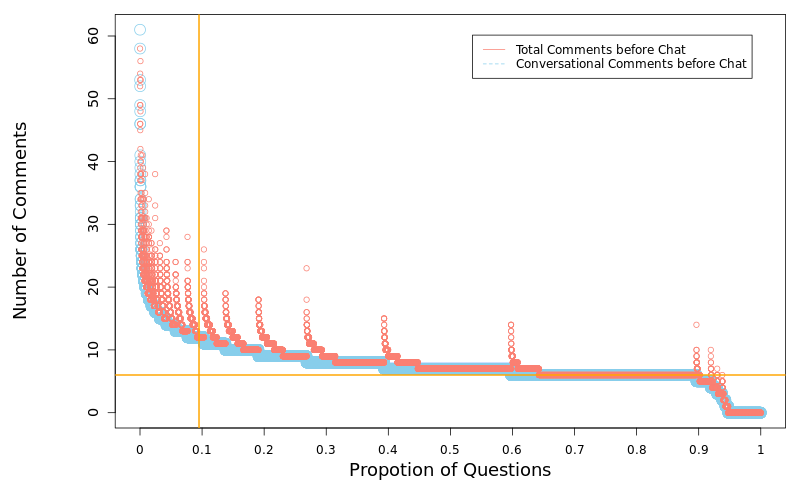 60
50
40
30
20
10
0
Number of Comments
Total Comments before Chat
Conversational Comments before Chat
0 0.1 0.2 0.3 0.4 0.5 0.6 0.7 0.8 0.9 1
Propotion of Questions